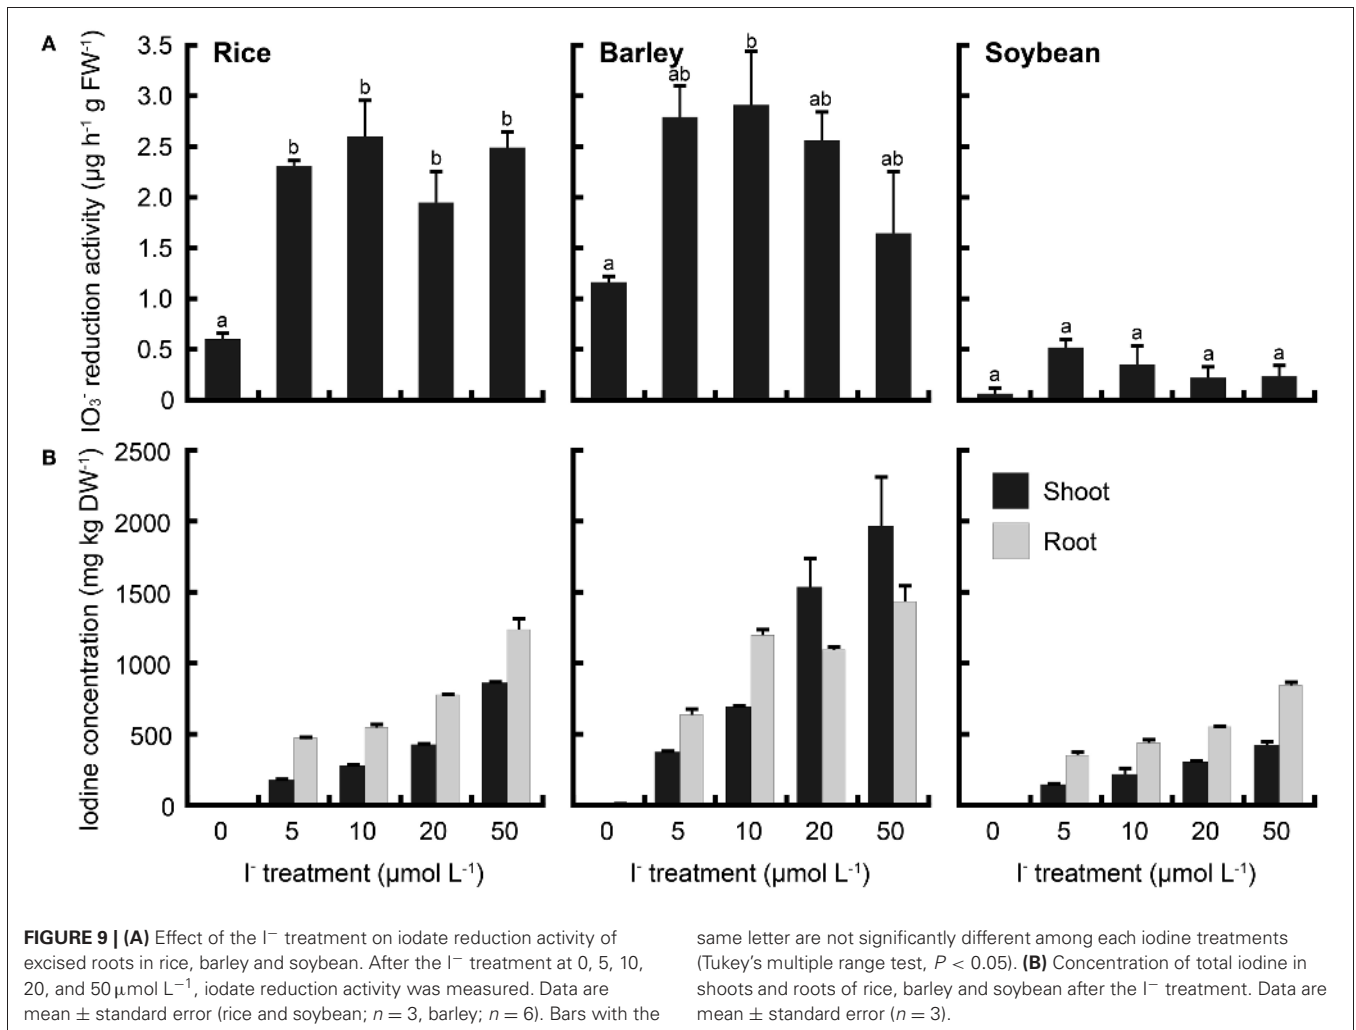 A
IO₃⁻ reduction activity (µg h⁻¹ g FW⁻¹)
3.5
3.0
2.5
2.0
1.5
1.0
0.5
0
Rice
a
b
b
b
b
Barley
a
ab
b
ab
ab
Soybean
a
a
a
a
a
B
Iodine concentration (mg kg DW⁻¹)
2500
2000
1500
1000
500
0
Shoot
Root
0 5 10 20 50
0 5 10 20 50
0 5 10 20 50
I⁻ treatment (µmol L⁻¹)
I⁻ treatment (µmol L⁻¹)
I⁻ treatment (µmol L⁻¹)
FIGURE 9 | (A) Effect of the I⁻ treatment on iodate reduction activity of
excised roots in rice, barley and soybean. After the I⁻ treatment at 0, 5, 10,
20, and 50 µmol L⁻¹, iodate reduction activity was measured. Data are
mean ± standard error (rice and soybean; n = 3, barley; n = 6). Bars with the
same letter are not significantly different among each iodine treatments
(Tukey's multiple range test, P < 0.05). (B) Concentration of total iodine in
shoots and roots of rice, barley and soybean after the I⁻ treatment. Data are
mean ± standard error (n = 3).